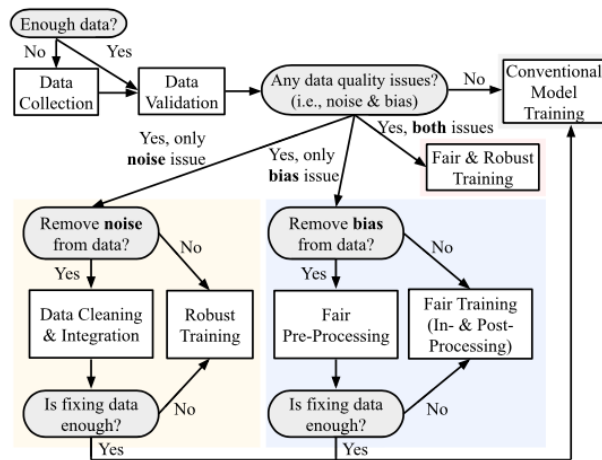 Enough data?
No
Yes
Data
Collection
Data
Validation
Any data quality issues?
(i.e., noise & bias)
No
Conventional
Model
Training
Yes, only
noise issue
Yes, only
bias issue
Yes, both issues
Fair & Robust
Training
Remove noise
from data?
No
Yes
Data Cleaning
& Integration
Robust
Training
Is fixing data
enough?
No
Yes
Remove bias
from data?
No
Yes
Fair
Pre-Processing
Fair Training
(In- & Post-
Processing)
Is fixing data
enough?
No
Yes